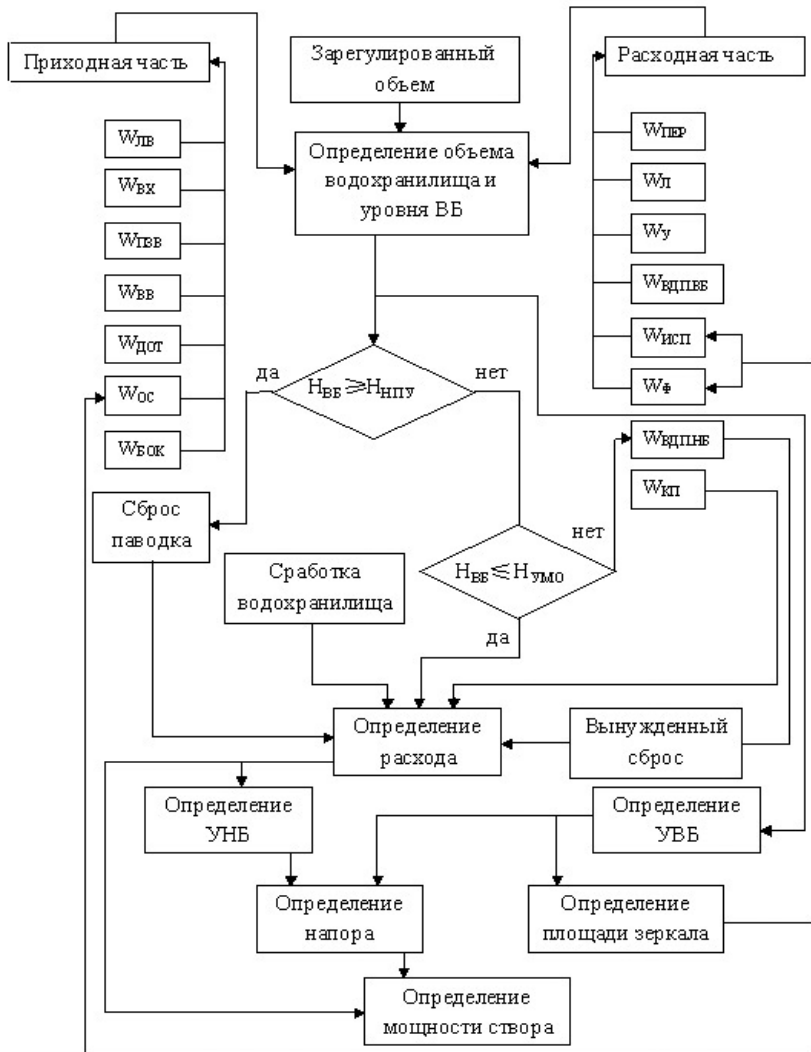 Приходная часть
Зарегулированный
объем
Расходная часть
Определение объема
водохранилища и
уровня ВБ
WЛВ
WВХ
WПВВ
WВВ
WДОТ
WОС
WБОК
WПЕР
WЛ
WУ
WВДПВБ
WИСП
WФ
да
HВБ ⩾ HНПУ
нет
WВДПНБ
WКП
Сброс
паводка
нет
HВБ ⩽ HУМО
да
Сработка
водохранилища
Определение
расхода
Вынужденный
сброс
Определение
УНБ
Определение
УВБ
Определение
напора
Определение
площади зеркала
Определение
мощности створа